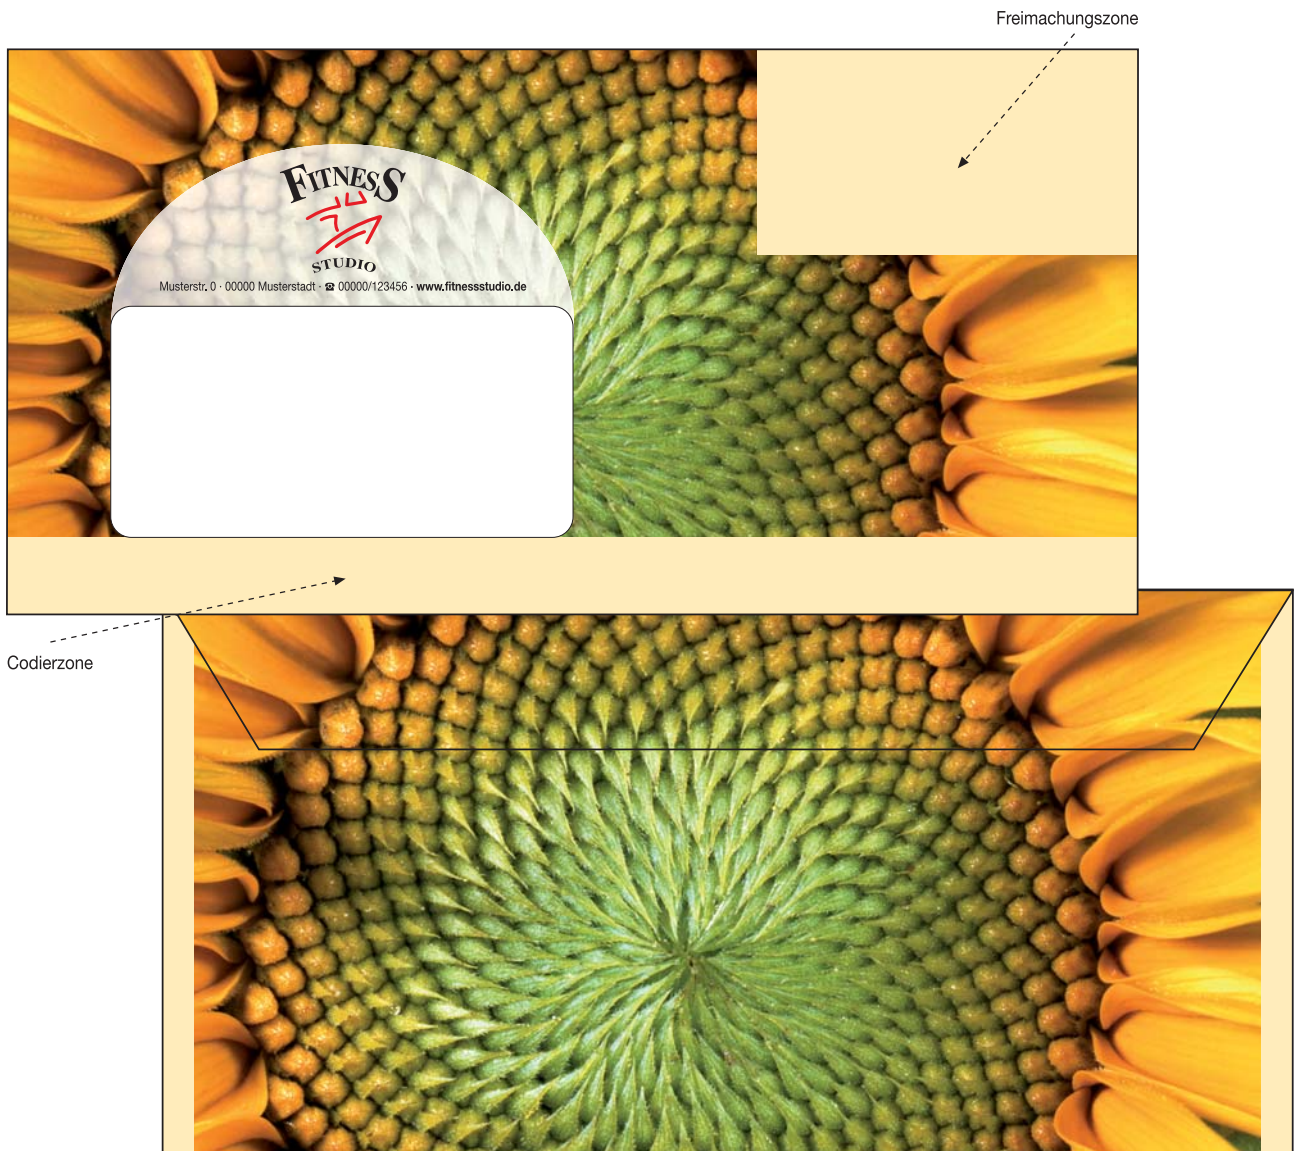 Freimachungszone
FITNESS
STUDIO
Musterstr. 0 · 00000 Musterstadt · ☎ 00000/123456 · www.fitnessstudio.de
Codierzone